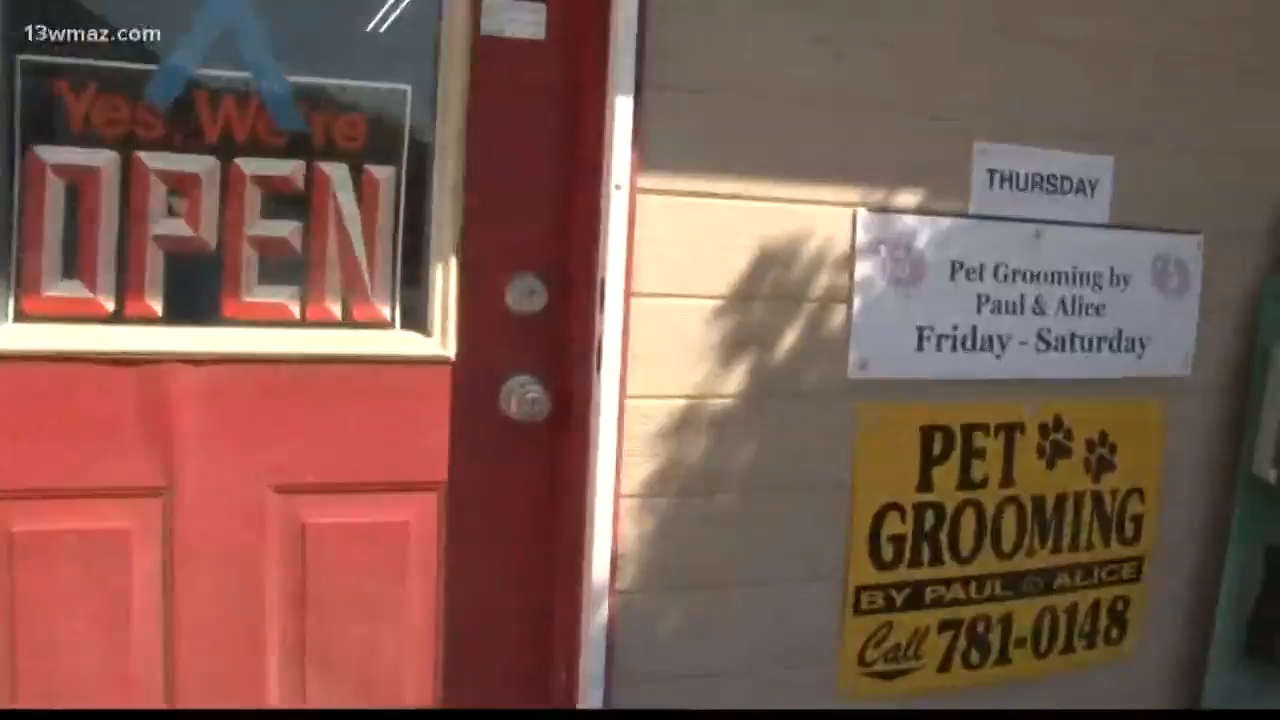 13wmaz.com
Yes, We're
OPEN
THURSDAY
Pet Grooming by
Paul & Alice
Friday - Saturday
PET
GROOMING
BY PAUL & ALICE
Call 781-0148